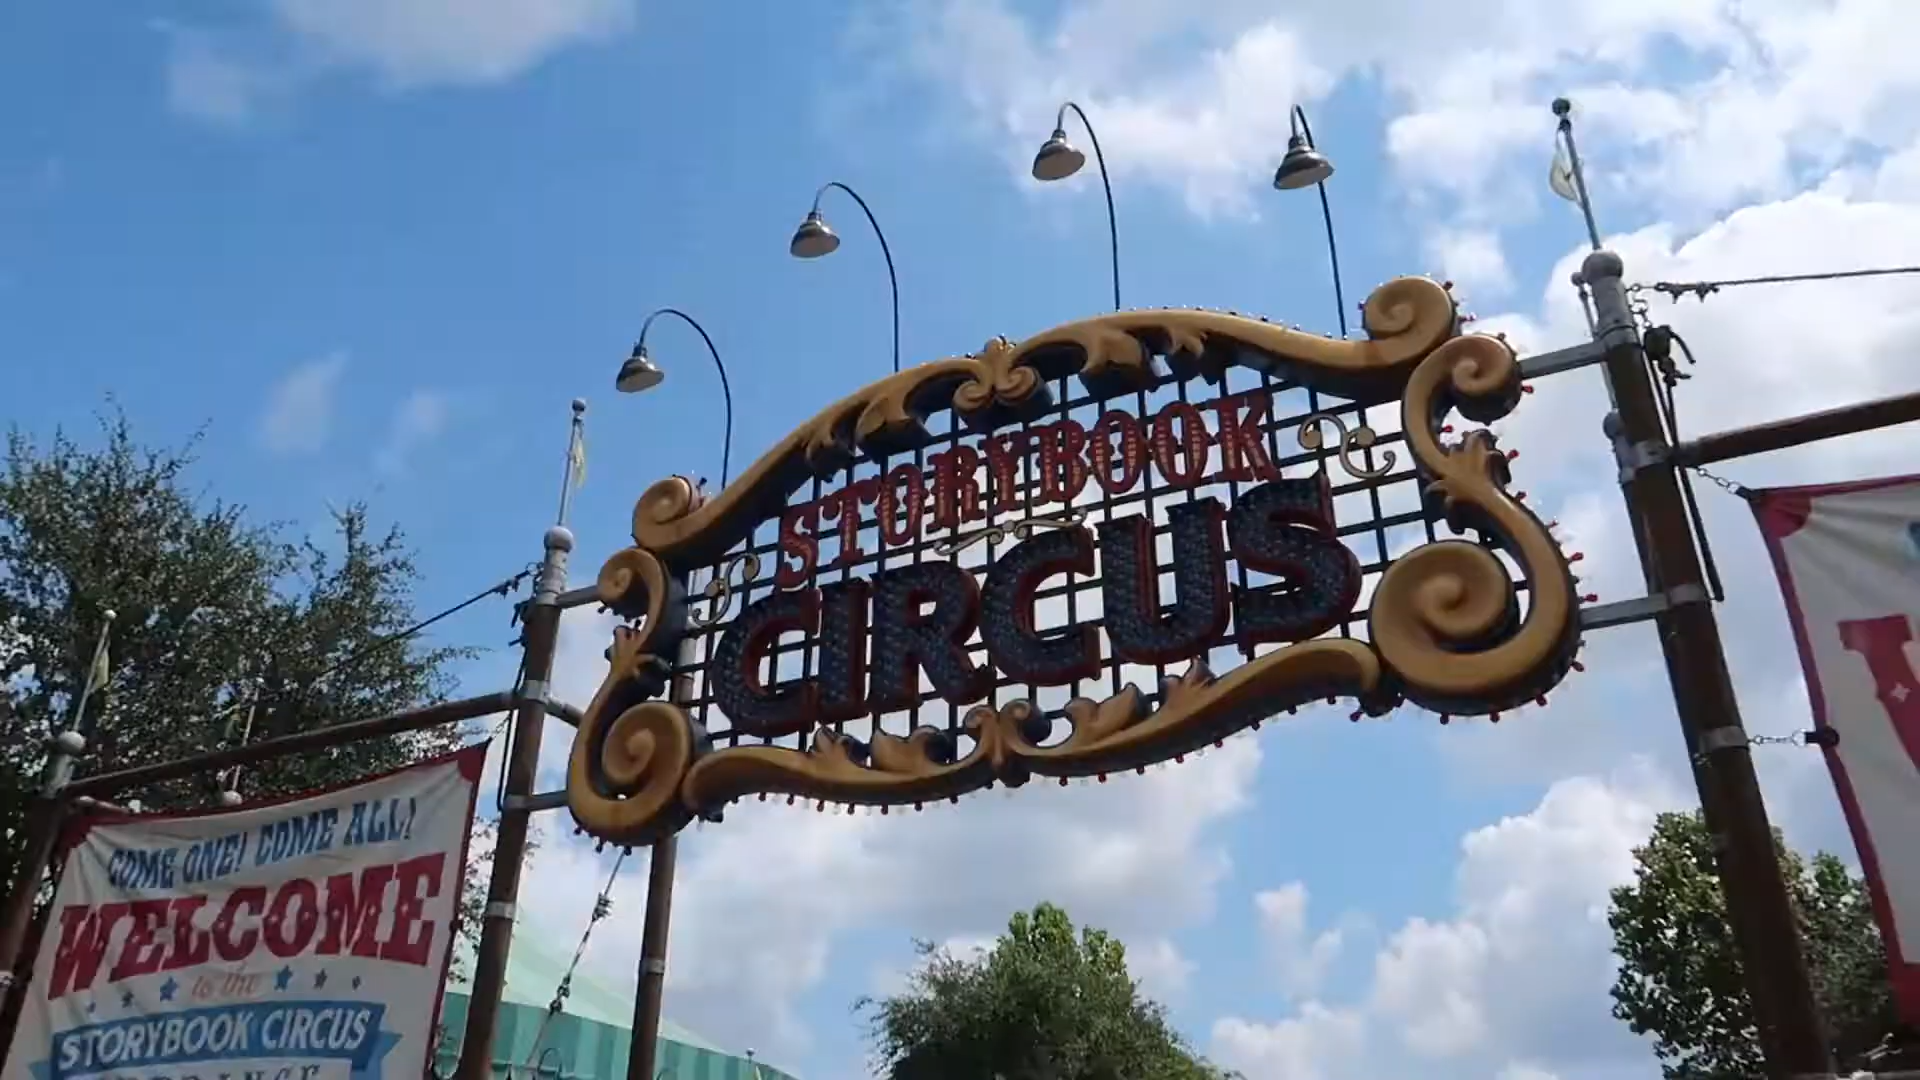 STORYBOOK
CIRCUS
COME ONE! COME ALL!
WELCOME
to the
STORYBOOK CIRCUS